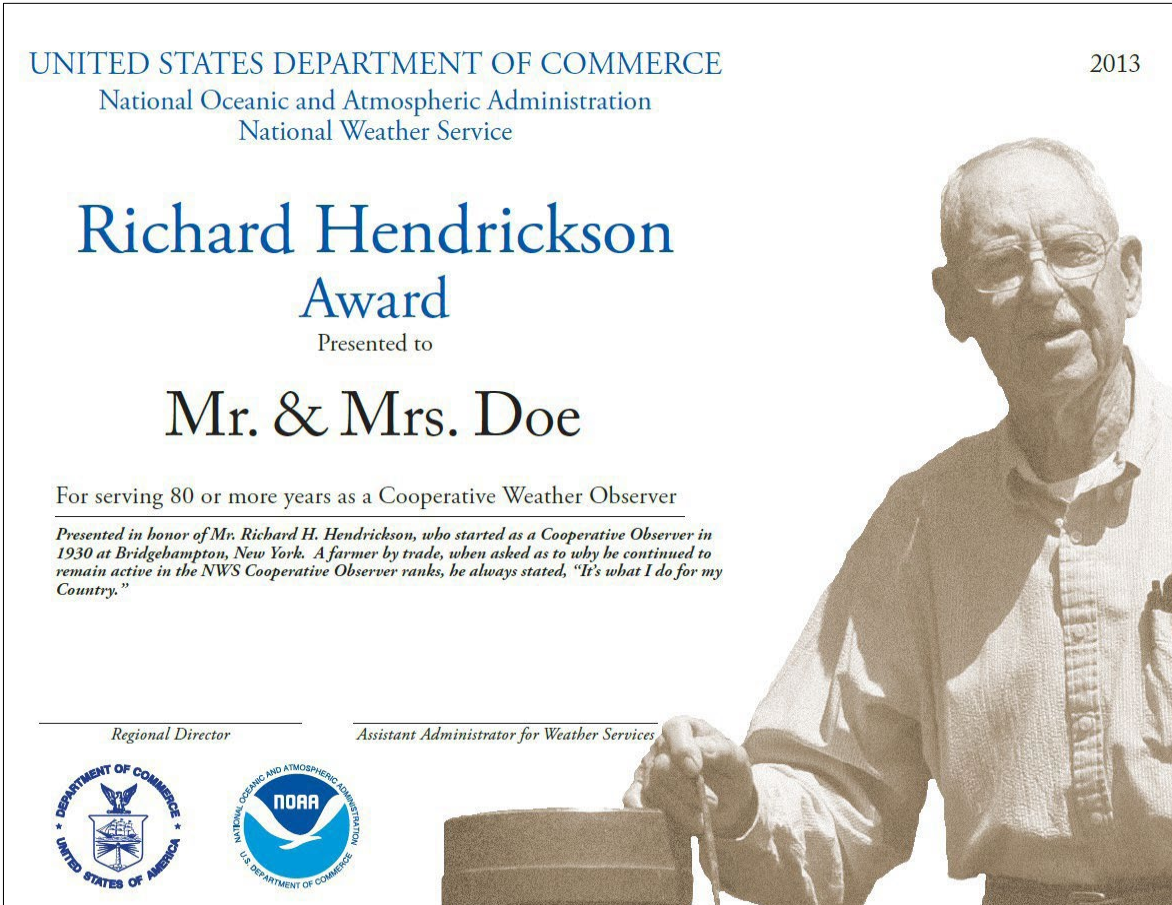 UNITED STATES DEPARTMENT OF COMMERCE
2013
National Oceanic and Atmospheric Administration
National Weather Service
Richard Hendrickson
Award
Presented to
Mr. & Mrs. Doe
For serving 80 or more years as a Cooperative Weather Observer
Presented in honor of Mr. Richard H. Hendrickson, who started as a Cooperative Observer in
1930 at Bridgehampton, New York.  A farmer by trade, when asked as to why he continued to
remain active in the NWS Cooperative Observer ranks, he always stated, “It’s what I do for my
Country.”
Regional Director
Assistant Administrator for Weather Services
DEPARTMENT OF COMMERCE
UNITED STATES OF AMERICA
NATIONAL OCEANIC AND ATMOSPHERIC ADMINISTRATION
NOAA
U.S. DEPARTMENT OF COMMERCE